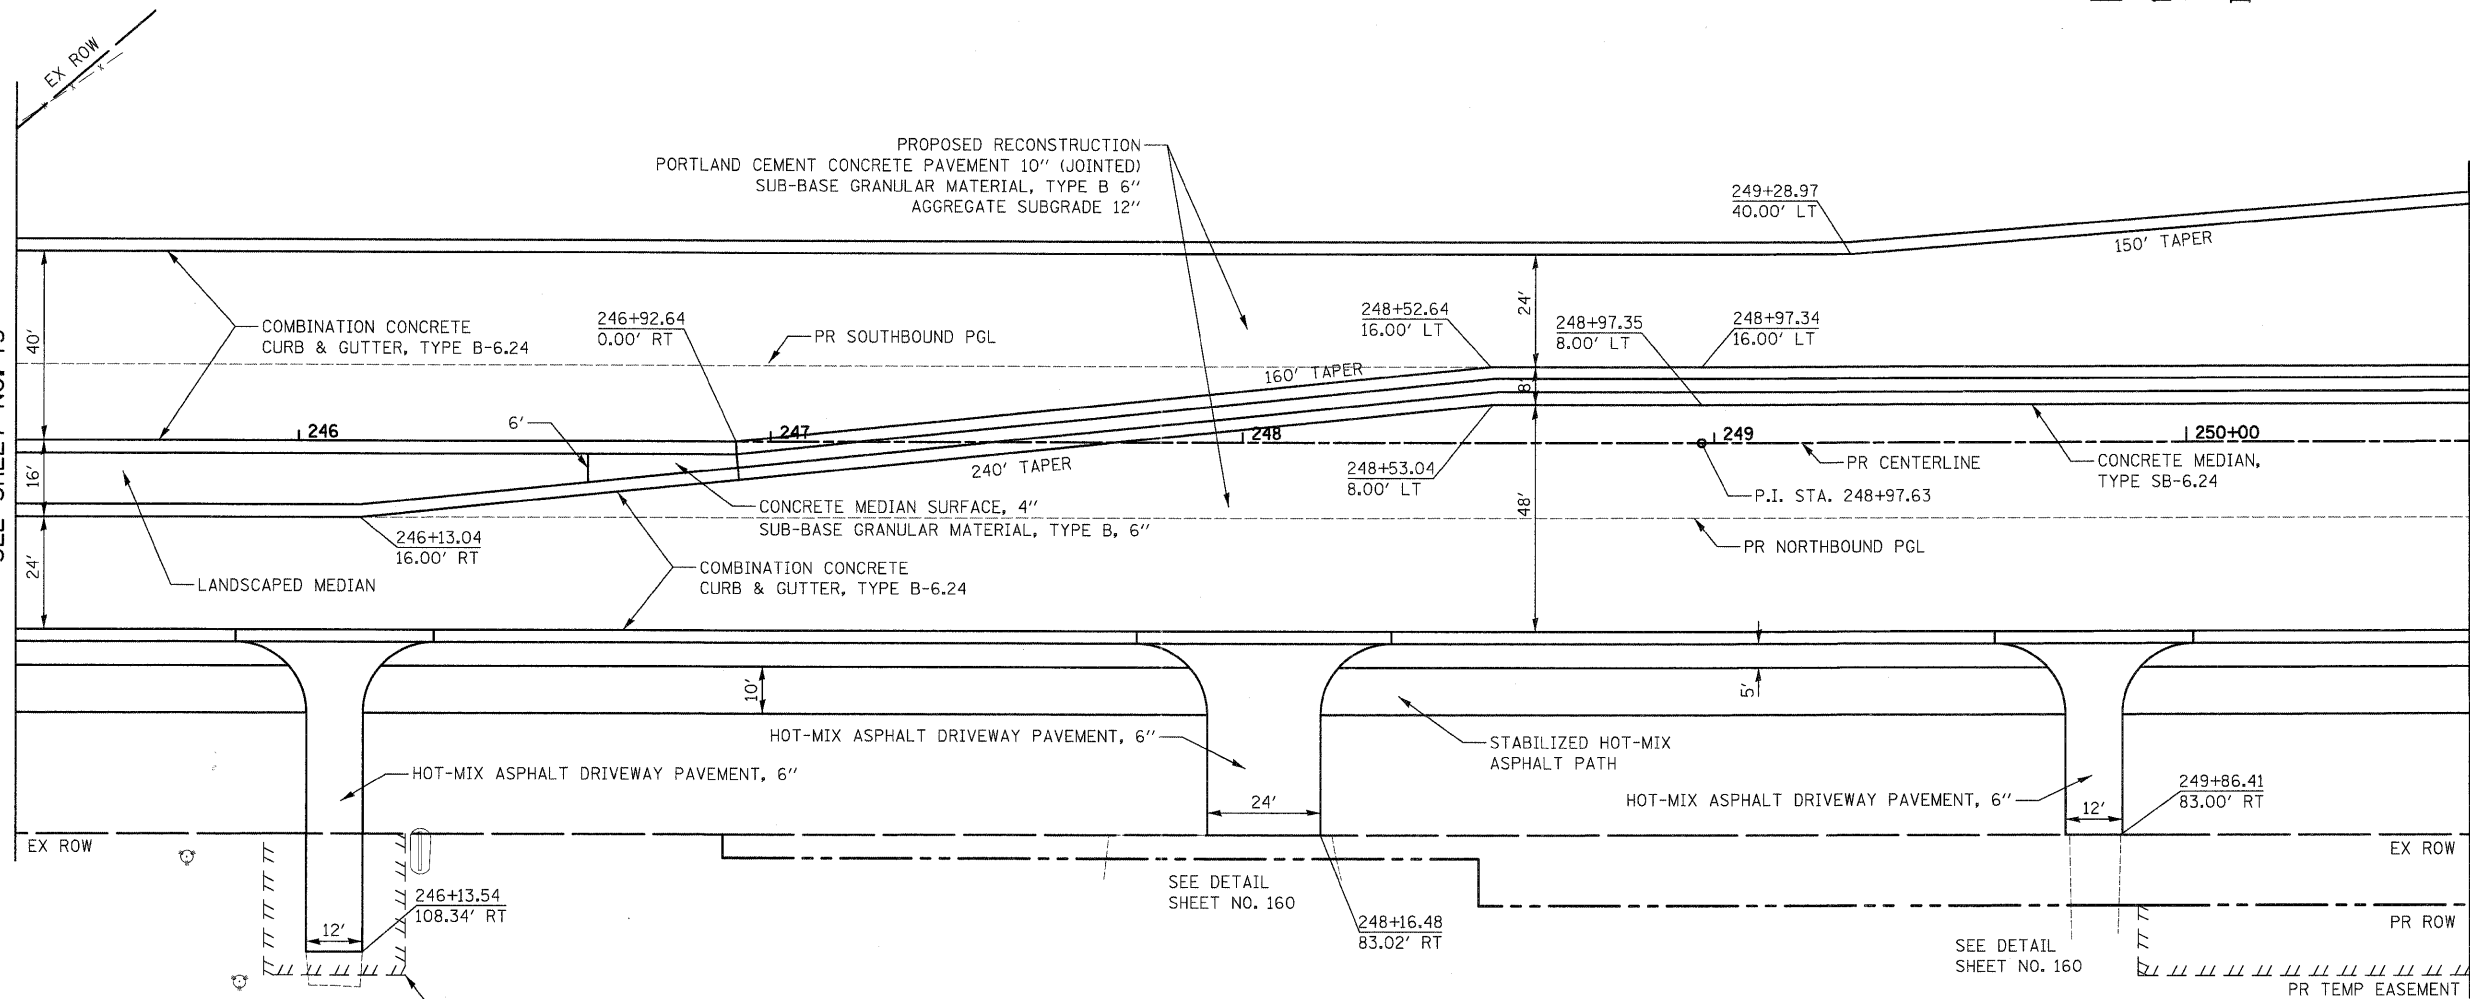 EX ROW
PROPOSED RECONSTRUCTION
PORTLAND CEMENT CONCRETE PAVEMENT 10" (JOINTED)
SUB-BASE GRANULAR MATERIAL, TYPE B 6"
AGGREGATE SUBGRADE 12"
249+28.97
40.00' LT
150' TAPER
40'
COMBINATION CONCRETE
CURB & GUTTER, TYPE B-6.24
246+92.64
0.00' RT
PR SOUTHBOUND PGL
248+52.64
16.00' LT
24'
248+97.35
8.00' LT
248+97.34
16.00' LT
160' TAPER
8'
6'
246
247
248
249
250+00
16'
240' TAPER
248+53.04
8.00' LT
48'
PR CENTERLINE
CONCRETE MEDIAN,
TYPE SB-6.24
P.I. STA. 248+97.63
CONCRETE MEDIAN SURFACE, 4"
SUB-BASE GRANULAR MATERIAL, TYPE B, 6"
246+13.04
16.00' RT
PR NORTHBOUND PGL
24'
LANDSCAPED MEDIAN
COMBINATION CONCRETE
CURB & GUTTER, TYPE B-6.24
10'
5'
HOT-MIX ASPHALT DRIVEWAY PAVEMENT, 6"
STABILIZED HOT-MIX
ASPHALT PATH
HOT-MIX ASPHALT DRIVEWAY PAVEMENT, 6"
HOT-MIX ASPHALT DRIVEWAY PAVEMENT, 6"
249+86.41
83.00' RT
24'
12'
EX ROW
EX ROW
SEE DETAIL
SHEET NO. 160
246+13.54
108.34' RT
12'
248+16.48
83.02' RT
PR ROW
SEE DETAIL
SHEET NO. 160
PR TEMP EASEMENT